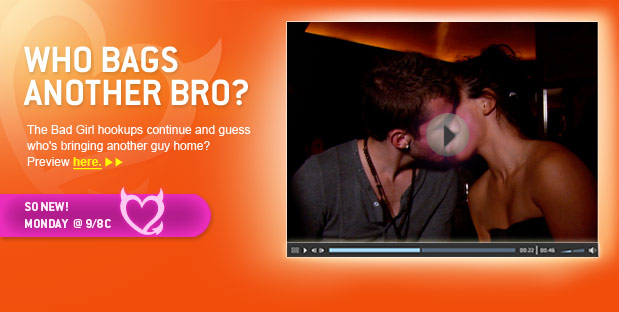 WHO BAGS
ANOTHER BRO?
The Bad Girl hookups continue and guess
who's bringing another guy home?
Preview here.
SO NEW!
MONDAY @ 9/8C
00:22 00:46